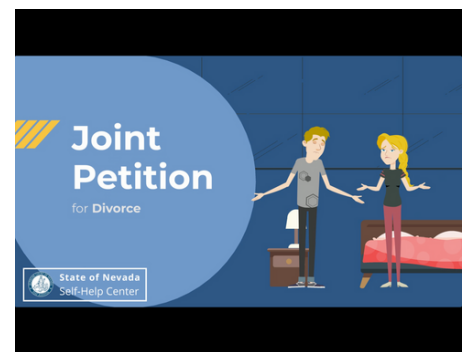 Joint
Petition
for Divorce
State of Nevada
Self-Help Center